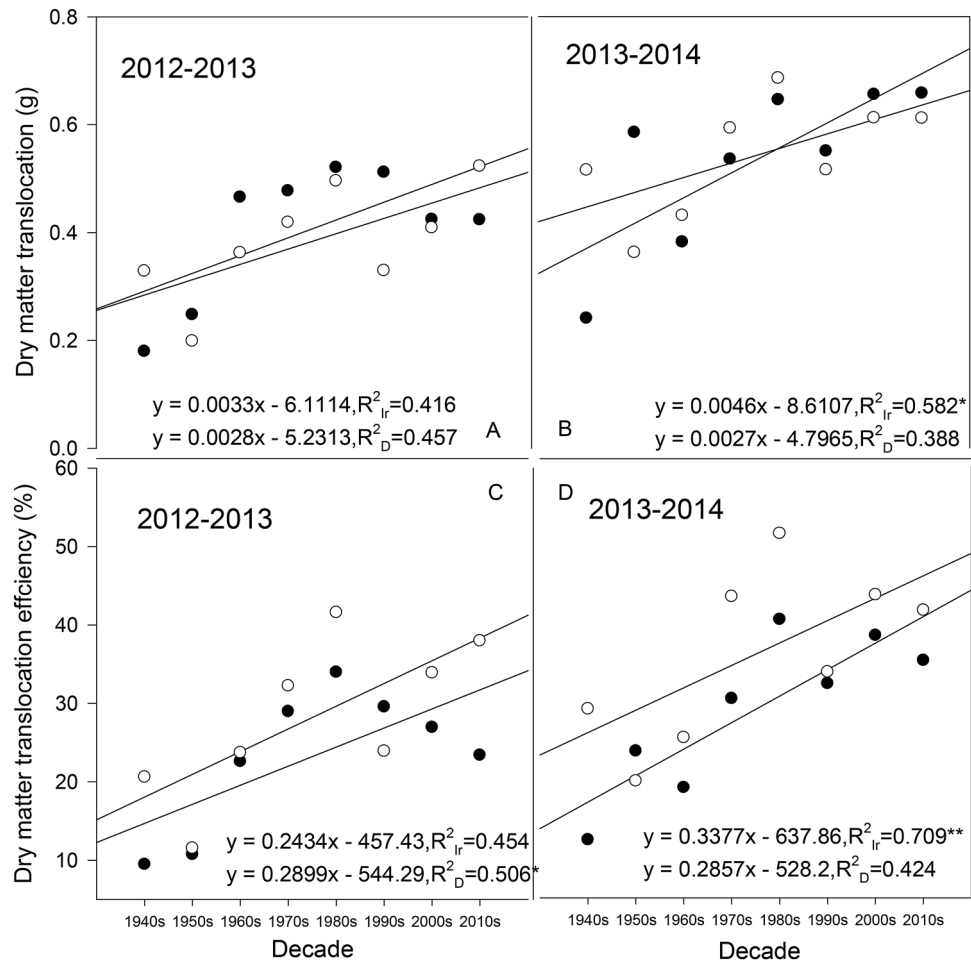 Dry matter translocation (g)
0.8
0.6
0.4
0.2
0.0
2012-2013
y = 0.0033x - 6.1114,R²Ir=0.416
y = 0.0028x - 5.2313,R²D=0.457
A
2013-2014
B
y = 0.0046x - 8.6107,R²Ir=0.582*
y = 0.0027x - 4.7965,R²D=0.388
Dry matter translocation effciency (%)
60
50
40
30
20
10
C
2012-2013
y = 0.2434x - 457.43,R²Ir=0.454
y = 0.2899x - 544.29,R²D=0.506*
D
2013-2014
y = 0.3377x - 637.86,R²Ir=0.709**
y = 0.2857x - 528.2,R²D=0.424
1940s 1950s 1960s 1970s 1980s 1990s 2000s 2010s
Decade
1940s 1950s 1960s 1970s 1980s 1990s 2000s 2010s
Decade